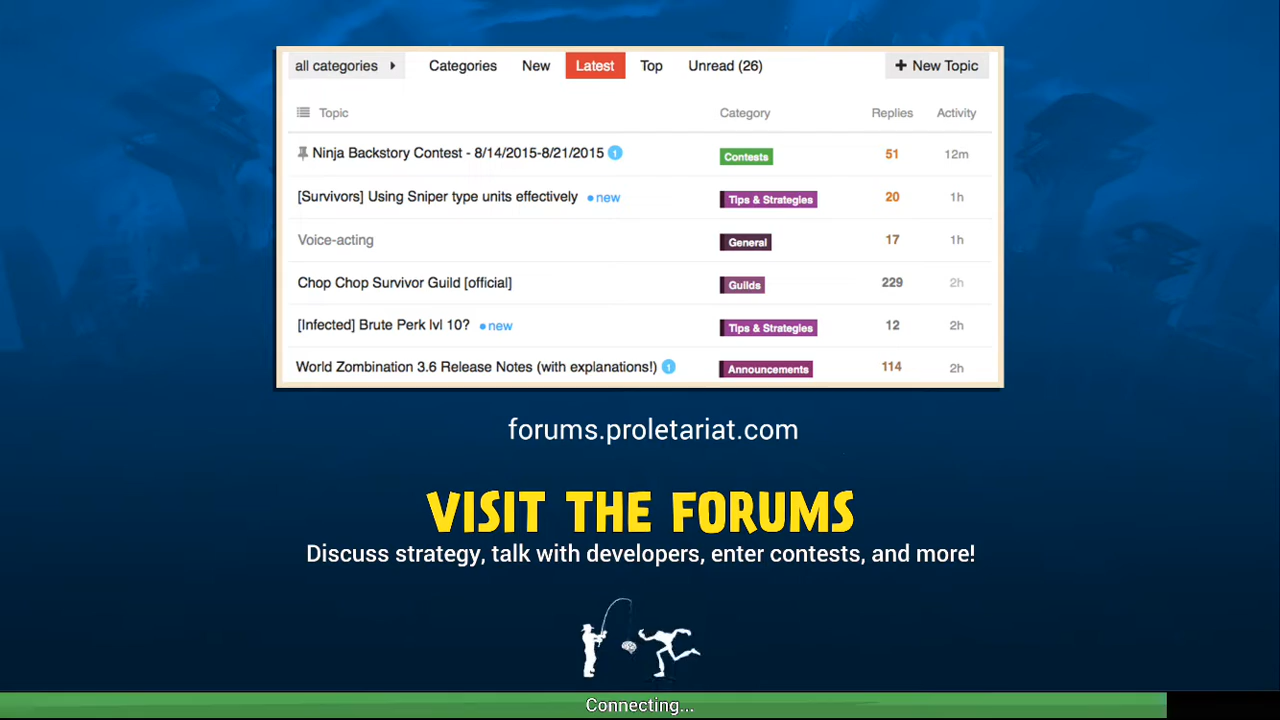 all categories Categories New Latest Top Unread (26) + New Topic
Topic Category Replies Activity
Ninja Backstory Contest - 8/14/2015-8/21/2015 1 Contests 51 12m
[Survivors] Using Sniper type units effectively new Tips & Strategies 20 1h
Voice-acting General 17 1h
Chop Chop Survivor Guild [official] Guilds 229 2h
[Infected] Brute Perk lvl 10? new Tips & Strategies 12 2h
World Zombination 3.6 Release Notes (with explanations!) 1 Announcements 114 2h
forums.proletariat.com
VISIT THE FORUMS
Discuss strategy, talk with developers, enter contests, and more!
Connecting...